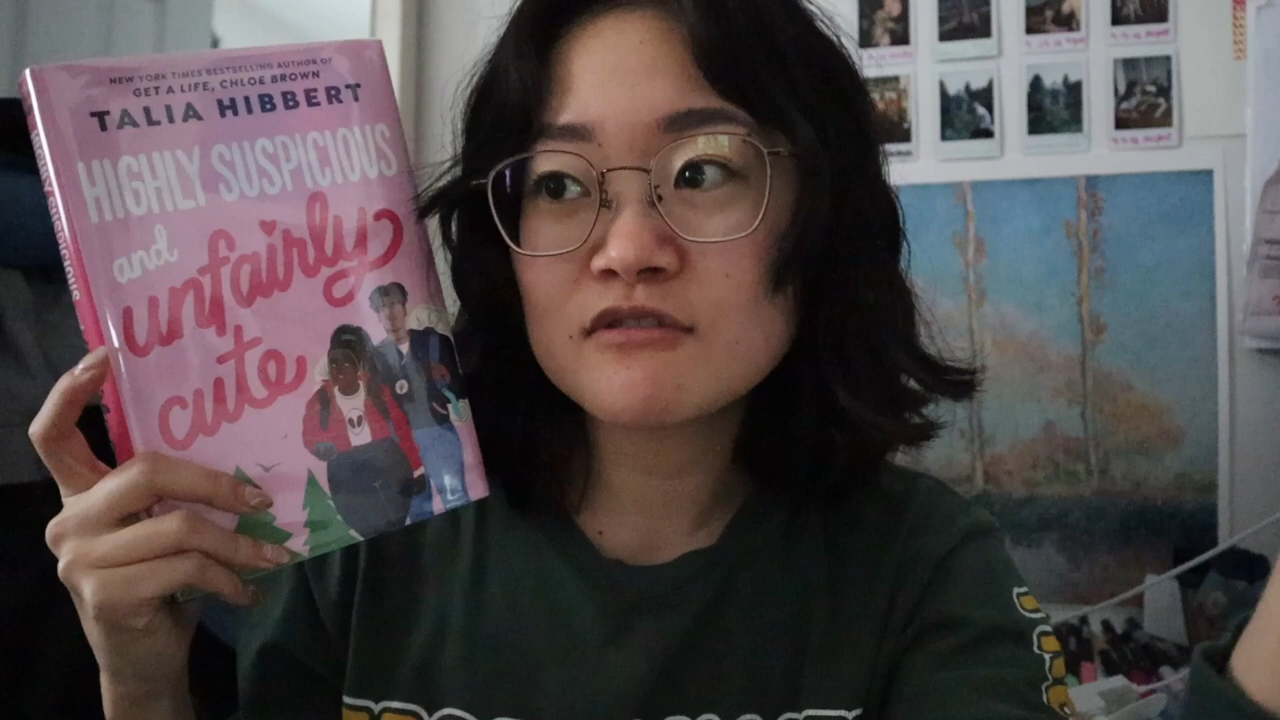 NEW YORK TIMES BESTSELLING AUTHOR OF
GET A LIFE, CHLOE BROWN
TALIA HIBBERT
HIGHLY SUSPICIOUS
and
unfairly
cute